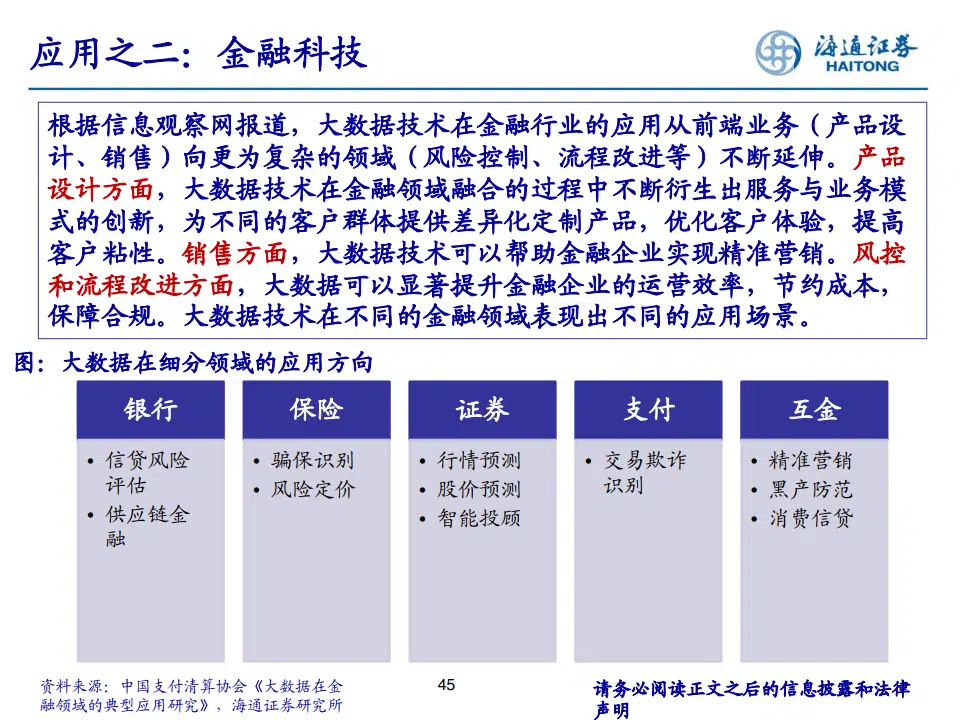 应用之二：金融科技
海通证券
HAITONG
根据信息观察网报道，大数据技术在金融行业的应用从前端业务（产品设
计、销售）向更为复杂的领域（风险控制、流程改进等）不断延伸。产品
设计方面，大数据技术在金融领域融合的过程中不断衍生出服务与业务模
式的创新，为不同的客户群体提供差异化定制产品，优化客户体验，提高
客户粘性。销售方面，大数据技术可以帮助金融企业实现精准营销。风控
和流程改进方面，大数据可以显著提升金融企业的运营效率，节约成本，
保障合规。大数据技术在不同的金融领域表现出不同的应用场景。
图：大数据在细分领域的应用方向
银行
• 信贷风险
评估
• 供应链金
融
保险
• 骗保识别
• 风险定价
证券
• 行情预测
• 股价预测
• 智能投顾
支付
• 交易欺诈
识别
互金
• 精准营销
• 黑产防范
• 消费信贷
资料来源：中国支付清算协会《大数据在金
融领域的典型应用研究》，海通证券研究所
45
请务必阅读正文之后的信息披露和法律
声明